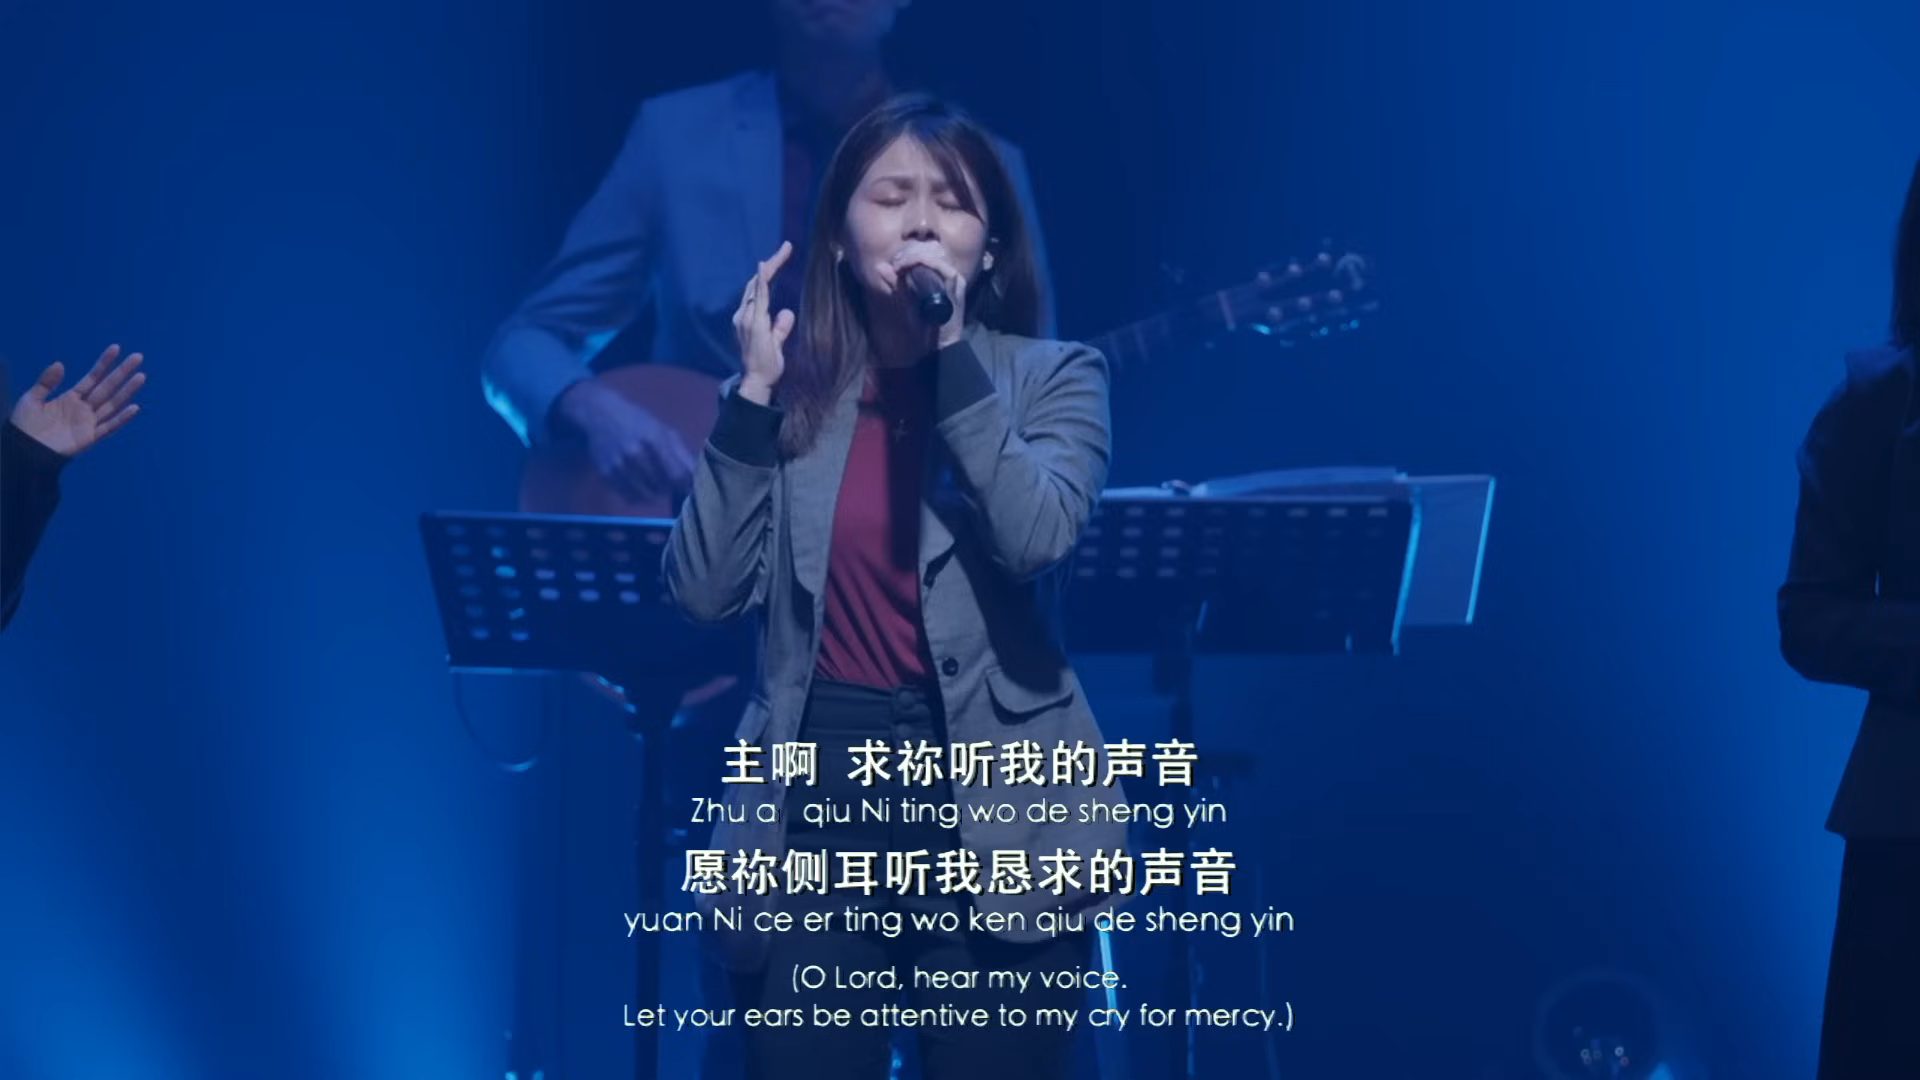 主啊 求祢听我的声音
Zhu a qiu Ni ting wo de sheng yin
愿祢侧耳听我恳求的声音
yuan Ni ce er ting wo ken qiu de sheng yin
(O Lord, hear my voice.
Let your ears be attentive to my cry for mercy.)